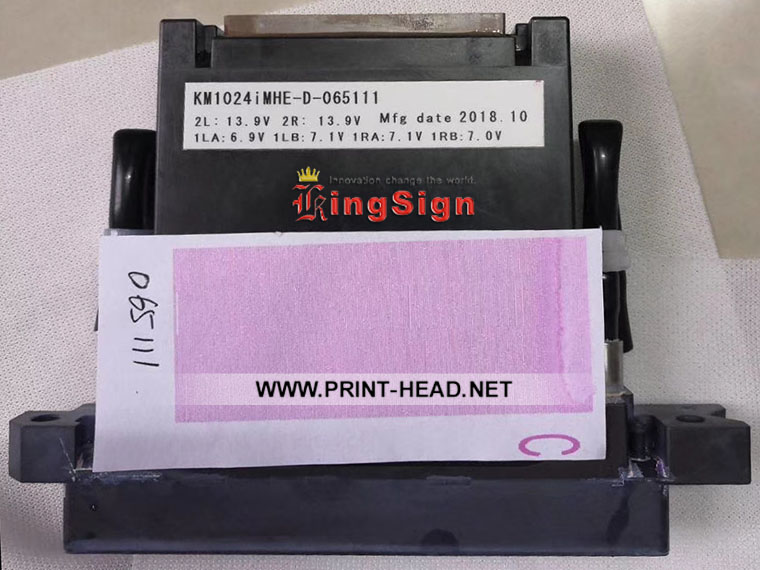 KM1024iMHE-D-065111
2L: 13.9V 2R: 13.9V Mfg date 2018.10
1LA:6.9V 1LB:7.1V 1RA:7.1V 1RB:7.0V
Innovation change the world.
KingSign
065111
WWW.PRINT-HEAD.NET
C